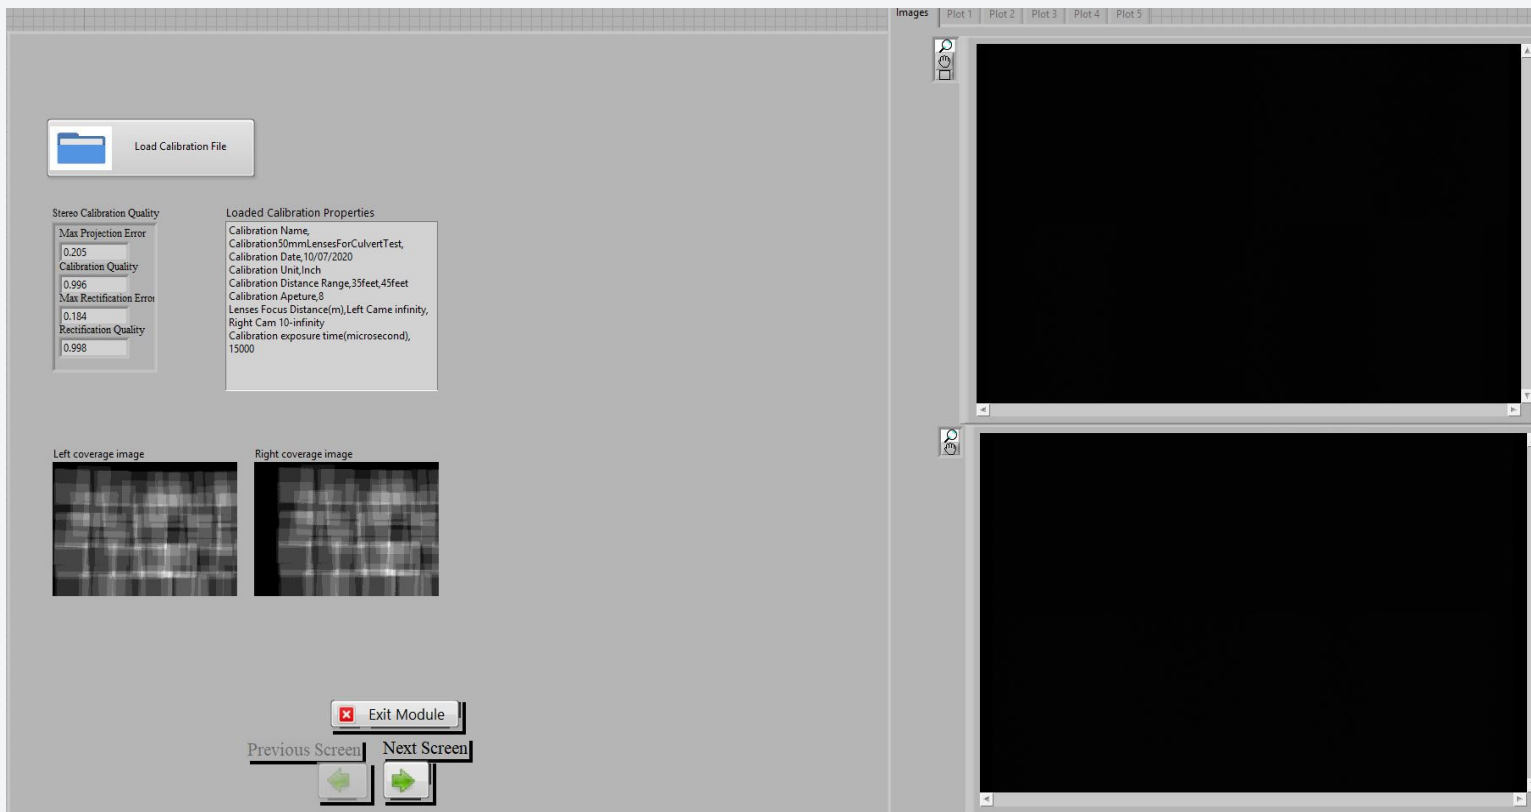 Images Plot 1 Plot 2 Plot 3 Plot 4 Plot 5
Load Calibration File
Stereo Calibration Quality
Max Projection Error
0.205
Calibration Quality
0.996
Max Rectification Error
0.184
Rectification Quality
0.998
Loaded Calibration Properties
Calibration Name,
Calibration50mmLensesForCulvertTest,
Calibration Date,10/07/2020
Calibration Unit,Inch
Calibration Distance Range,35feet,45feet
Calibration Apeture,8
Lenses Focus Distance(m),Left Came infinity,
Right Cam 10-infinity
Calibration exposure time(microsecond),
15000
Left coverage image
Right coverage image
Exit Module
Previous Screen
Next Screen